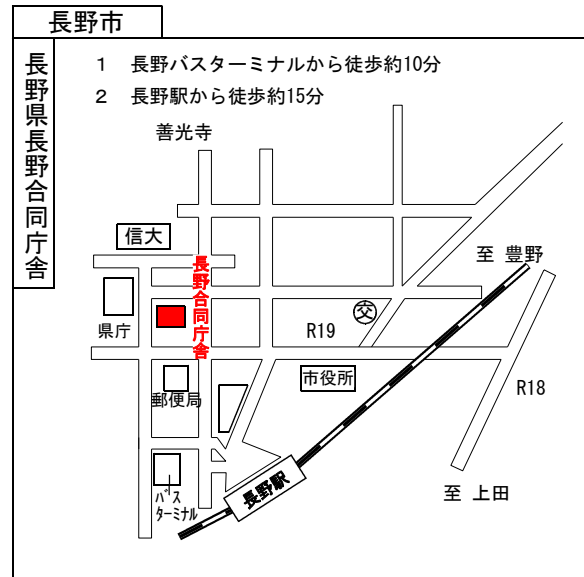 長野市
長野県長野合同庁舎
1 長野バスターミナルから徒歩約10分
2 長野駅から徒歩約15分
善光寺
信大
至 豊野
長野合同庁舎
県庁
交
R19
郵便局
市役所
R18
バス
ターミナル
長野駅
至 上田